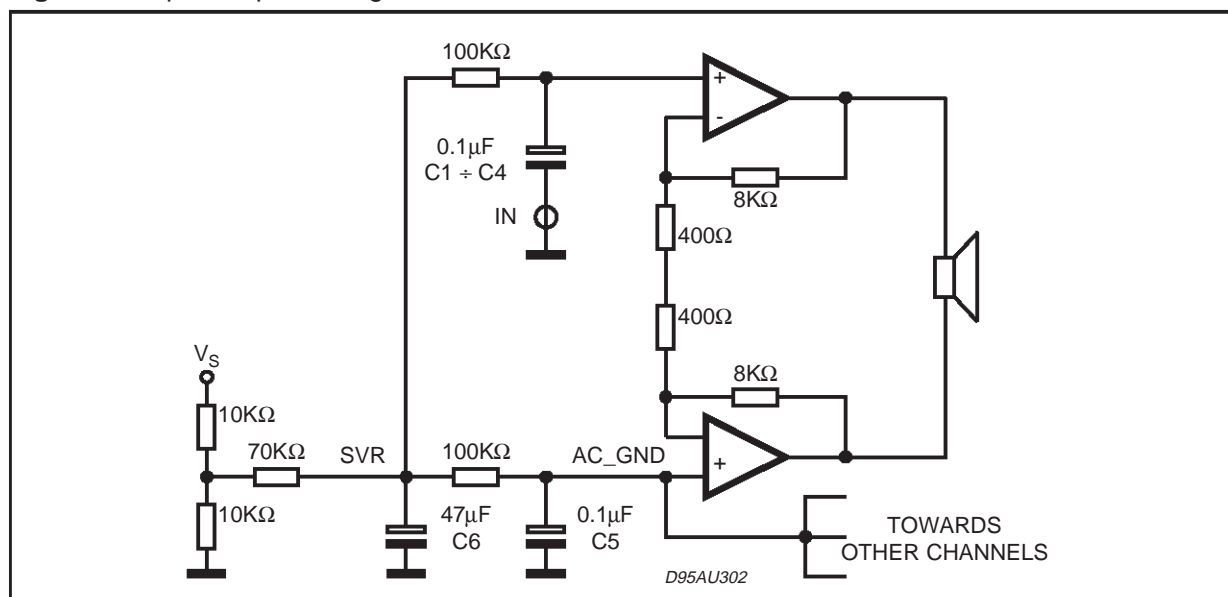 100KΩ
+
-
0.1μF
C1 ÷ C4
IN
8KΩ
400Ω
400Ω
8KΩ
V_S
10KΩ
70KΩ
SVR
100KΩ
AC_GND
+
10KΩ
47μF
C6
0.1μF
C5
TOWARDS
OTHER CHANNELS
D95AU302